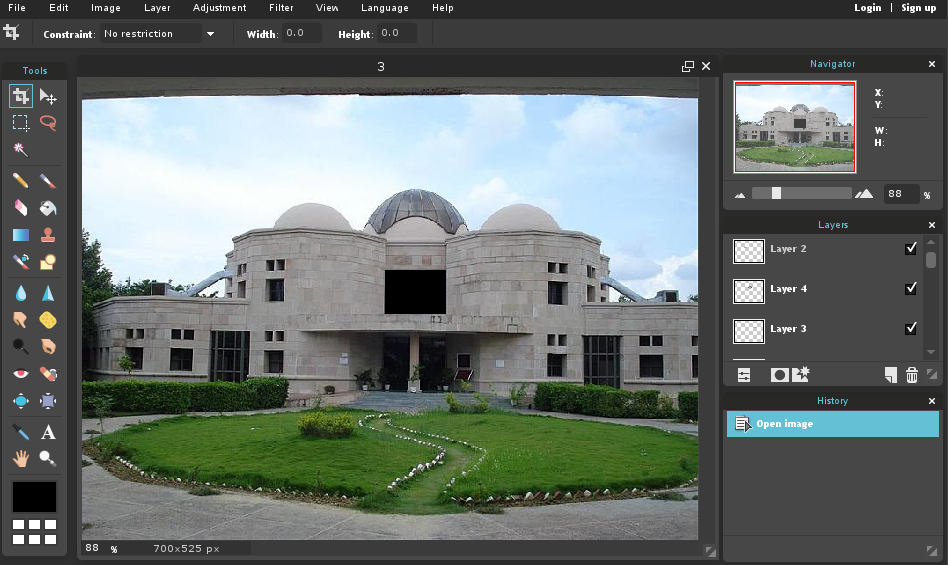 File Edit Image Layer Adjustment Filter View Language Help Login | Sign up
Constraint: No restriction Width: 0.0 Height: 0.0
Tools
3
Navigator
X:
Y:
W:
H:
88 %
Layers
Layer 2
Layer 4
Layer 3
History
Open image
88 % 700x525 px